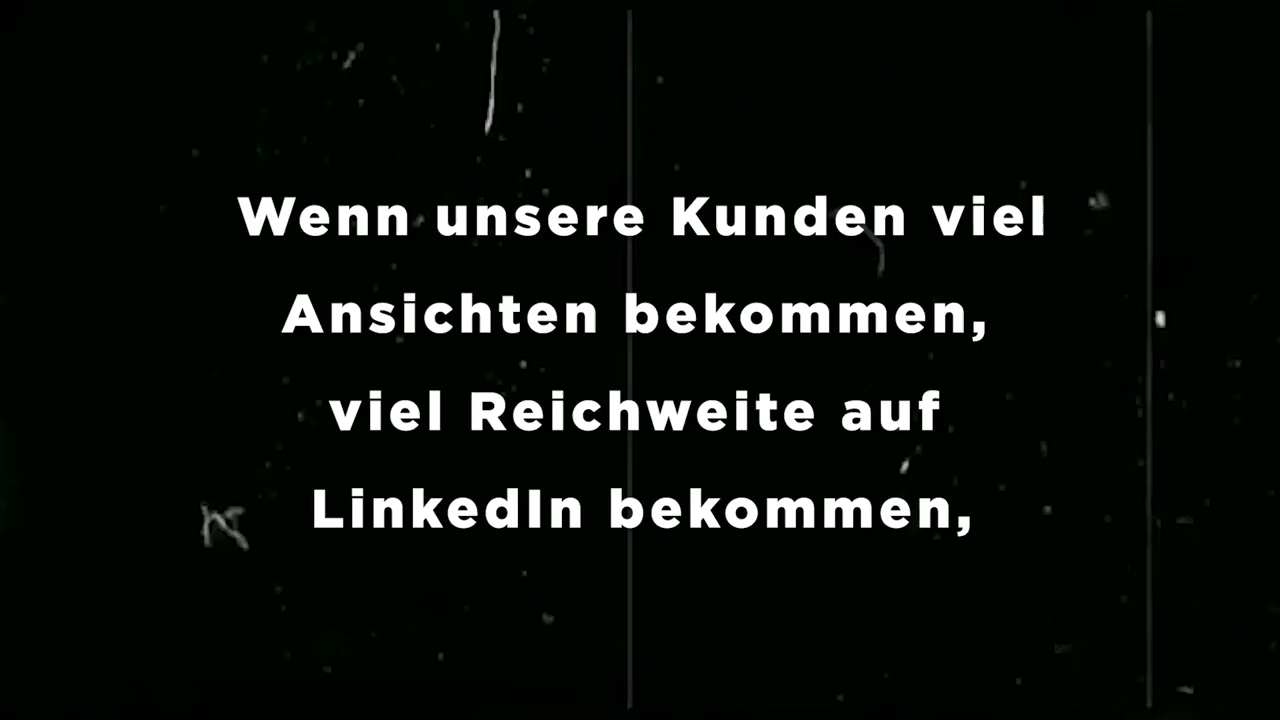 Wenn unsere Kunden viel
Ansichten bekommen,
viel Reichweite auf
LinkedIn bekommen,